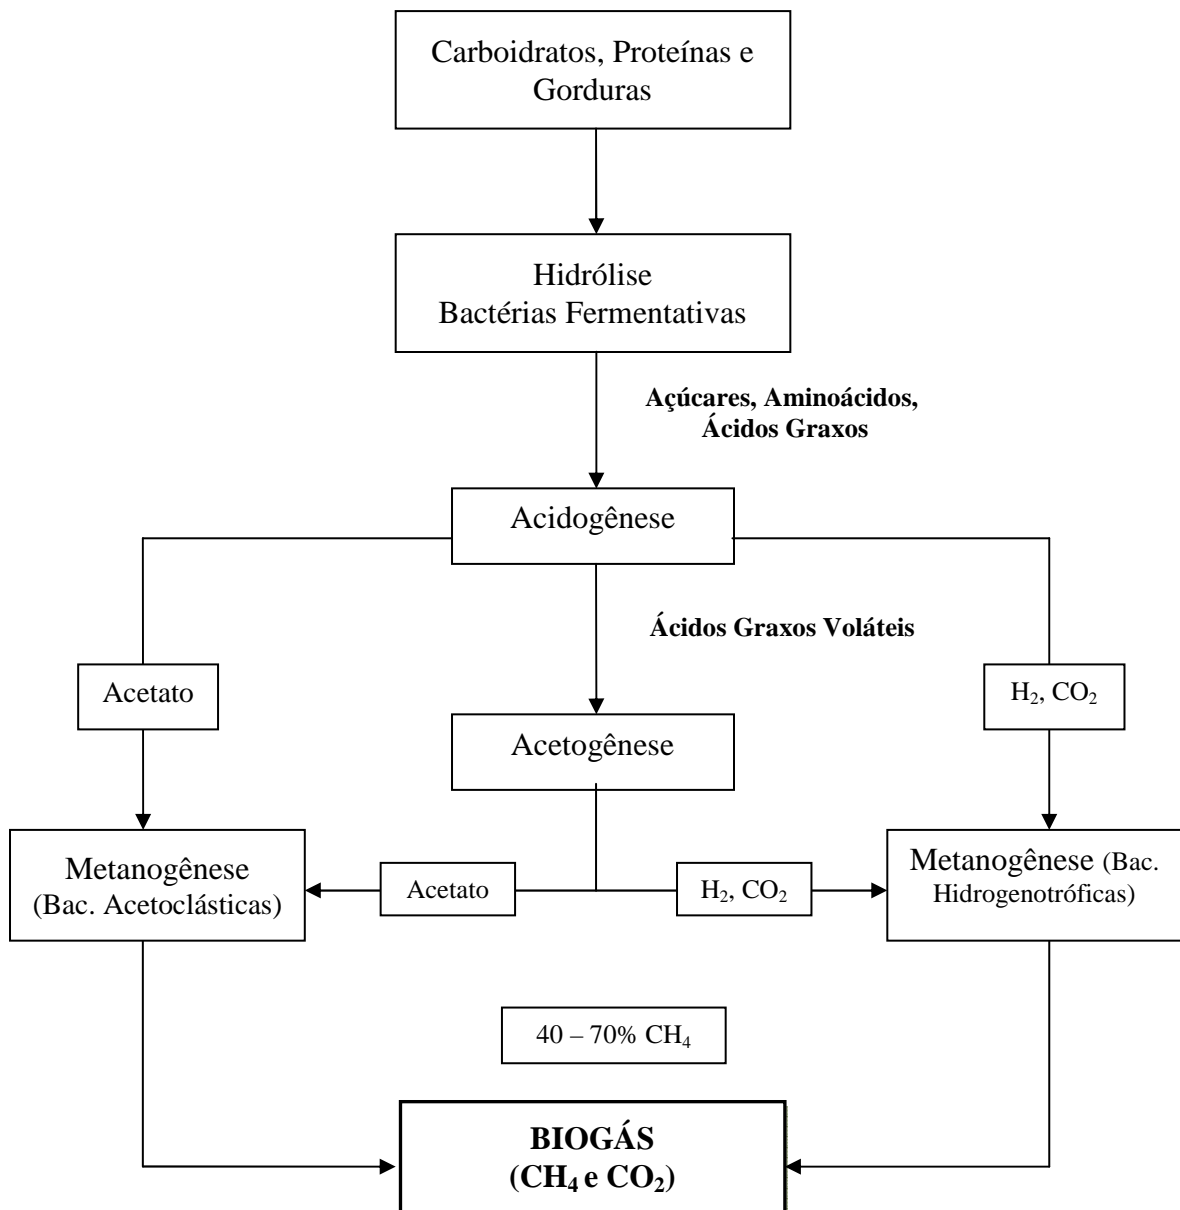 Carboidratos, Proteínas e
Gorduras
Hidrólise
Bactérias Fermentativas
Açúcares, Aminoácidos,
Ácidos Graxos
Acidogênese
Ácidos Graxos Voláteis
Acetato
H₂, CO₂
Acetogênese
Metanogênese
(Bac. Acetoclásticas)
Acetato
H₂, CO₂
Metanogênese (Bac.
Hidrogenotróficas)
40 – 70% CH₄
BIOGÁS
(CH₄ e CO₂)